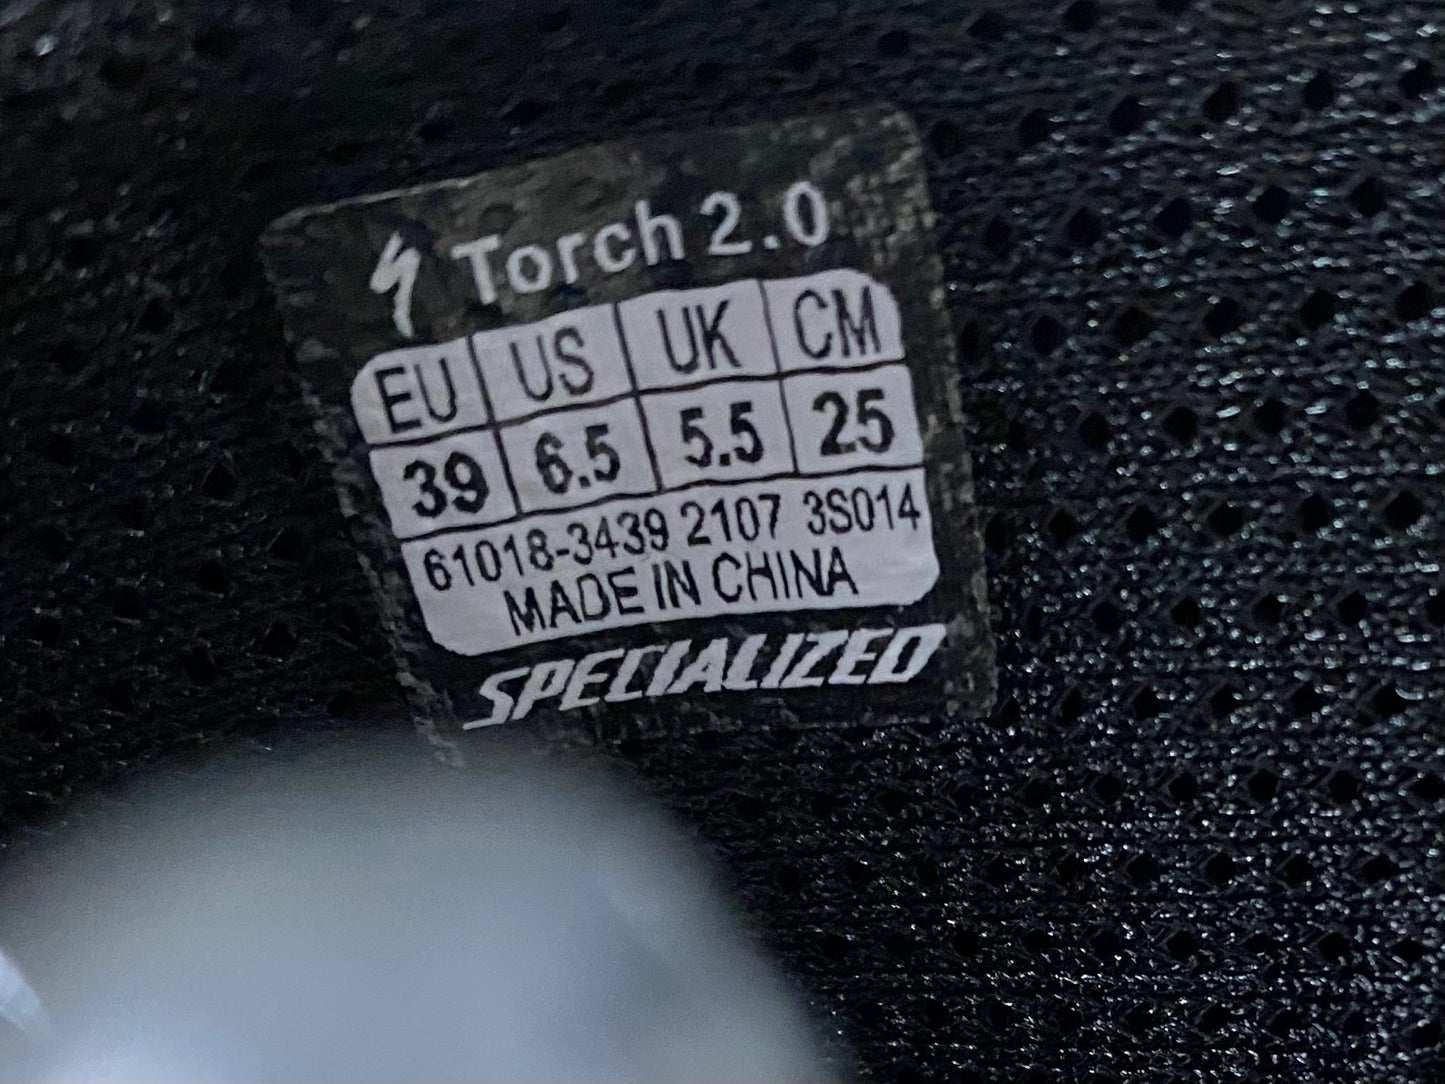 Torch 2.0
EU US UK CM
39 6.5 5.5 25
61018-3439 2107 3S014
MADE IN CHINA
SPECIALIZED